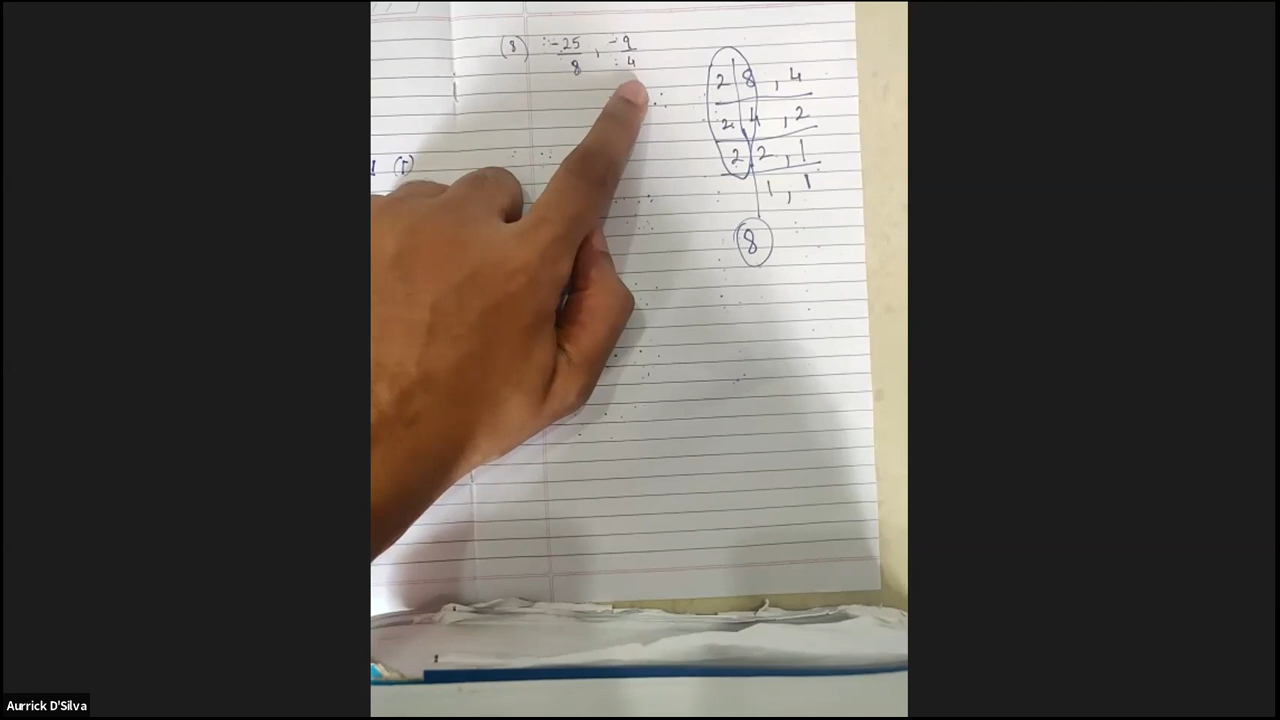 (8) -25/8 , -9/4
2 | 8 , 4
2 | 4 , 2
2 | 2 , 1
1 , 1
8
(1)
Aurrick D'Silva